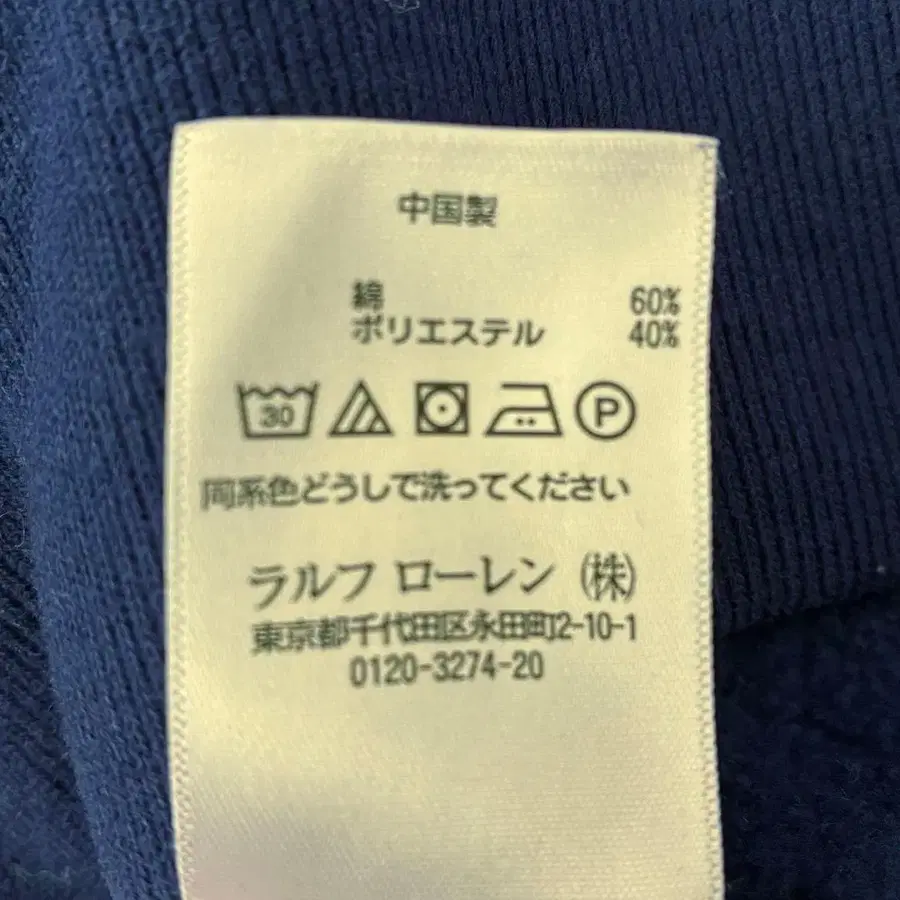 中国製
綿 60%
ポリエステル 40%
30 P
同系色どうしで洗ってください
ラルフ ローレン (株)
東京都千代田区永田町2-10-1
0120-3274-20